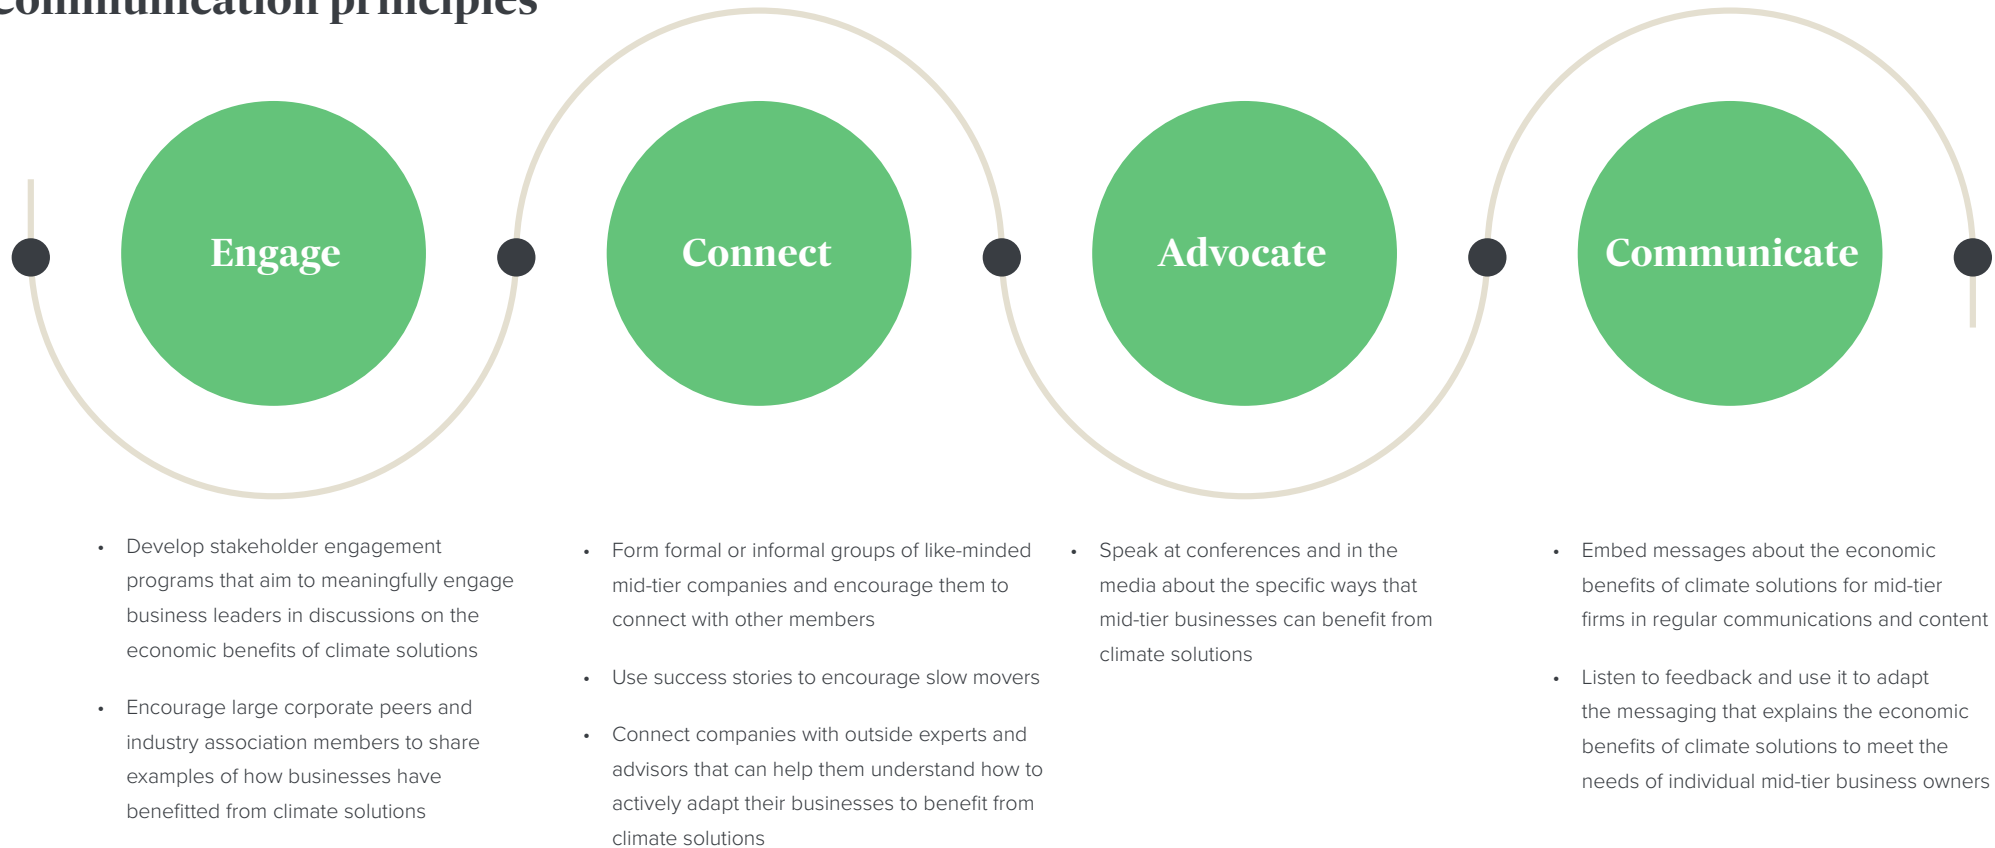 Communication principles
Engage
Connect
Advocate
Communicate
• Develop stakeholder engagement
programs that aim to meaningfully engage
business leaders in discussions on the
economic benefits of climate solutions
• Encourage large corporate peers and
industry association members to share
examples of how businesses have
benefitted from climate solutions
• Form formal or informal groups of like-minded
mid-tier companies and encourage them to
connect with other members
• Use success stories to encourage slow movers
• Connect companies with outside experts and
advisors that can help them understand how to
actively adapt their businesses to benefit from
climate solutions
• Speak at conferences and in the
media about the specific ways that
mid-tier businesses can benefit from
climate solutions
• Embed messages about the economic
benefits of climate solutions for mid-tier
firms in regular communications and content
• Listen to feedback and use it to adapt
the messaging that explains the economic
benefits of climate solutions to meet the
needs of individual mid-tier business owners